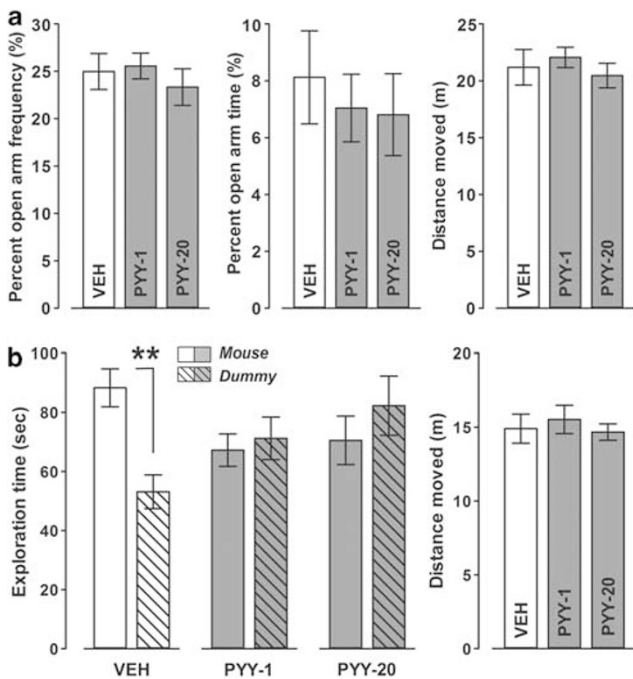 a
Percent open arm frequency (%)
30
25
20
15
10
5
0
VEH
PYY-1
PYY-20
Percent open arm time (%)
10
8
6
4
2
0
VEH
PYY-1
PYY-20
Distance moved (m)
25
20
15
10
5
0
VEH
PYY-1
PYY-20
b
Exploration time (sec)
100
80
60
40
20
0
**
Mouse
Dummy
VEH
PYY-1
PYY-20
Distance moved (m)
20
15
10
5
0
VEH
PYY-1
PYY-20